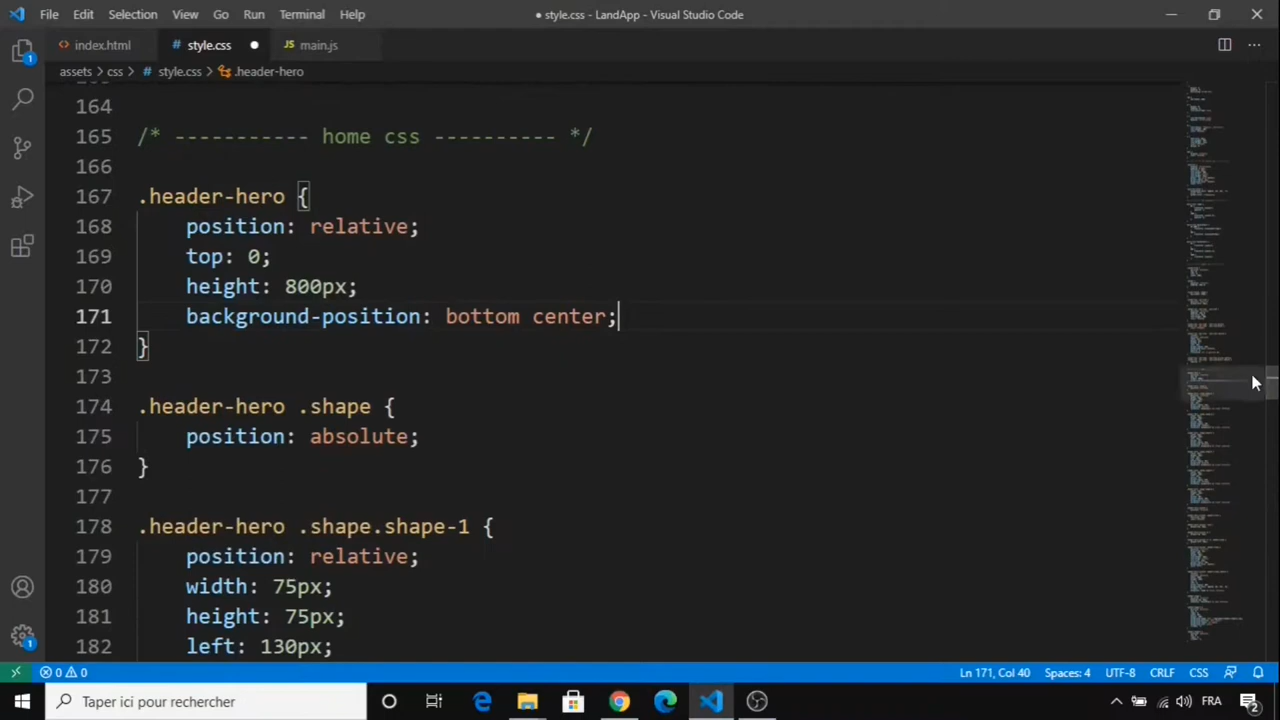 File Edit Selection View Go Run Terminal Help
● style.css - LandApp - Visual Studio Code
<> index.html # style.css ● JS main.js ···
assets > css > # style.css > .header-hero
164
165 /* ----------- home css ---------- */
166
167 .header-hero {
168 position: relative;
169 top: 0;
170 height: 800px;
171 background-position: bottom center;
172 }
173
174 .header-hero .shape {
175 position: absolute;
176 }
177
178 .header-hero .shape.shape-1 {
179 position: relative;
180 width: 75px;
181 height: 75px;
182 left: 130px;
1
1
0 0 Ln 171, Col 40 Spaces: 4 UTF-8 CRLF CSS
Taper ici pour rechercher FRA 2